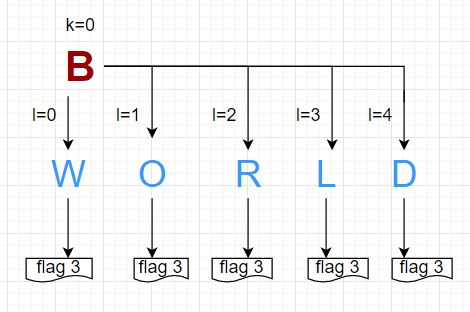 k=0
B
l=0 l=1 l=2 l=3 l=4
W O R L D
flag 3 flag 3 flag 3 flag 3 flag 3